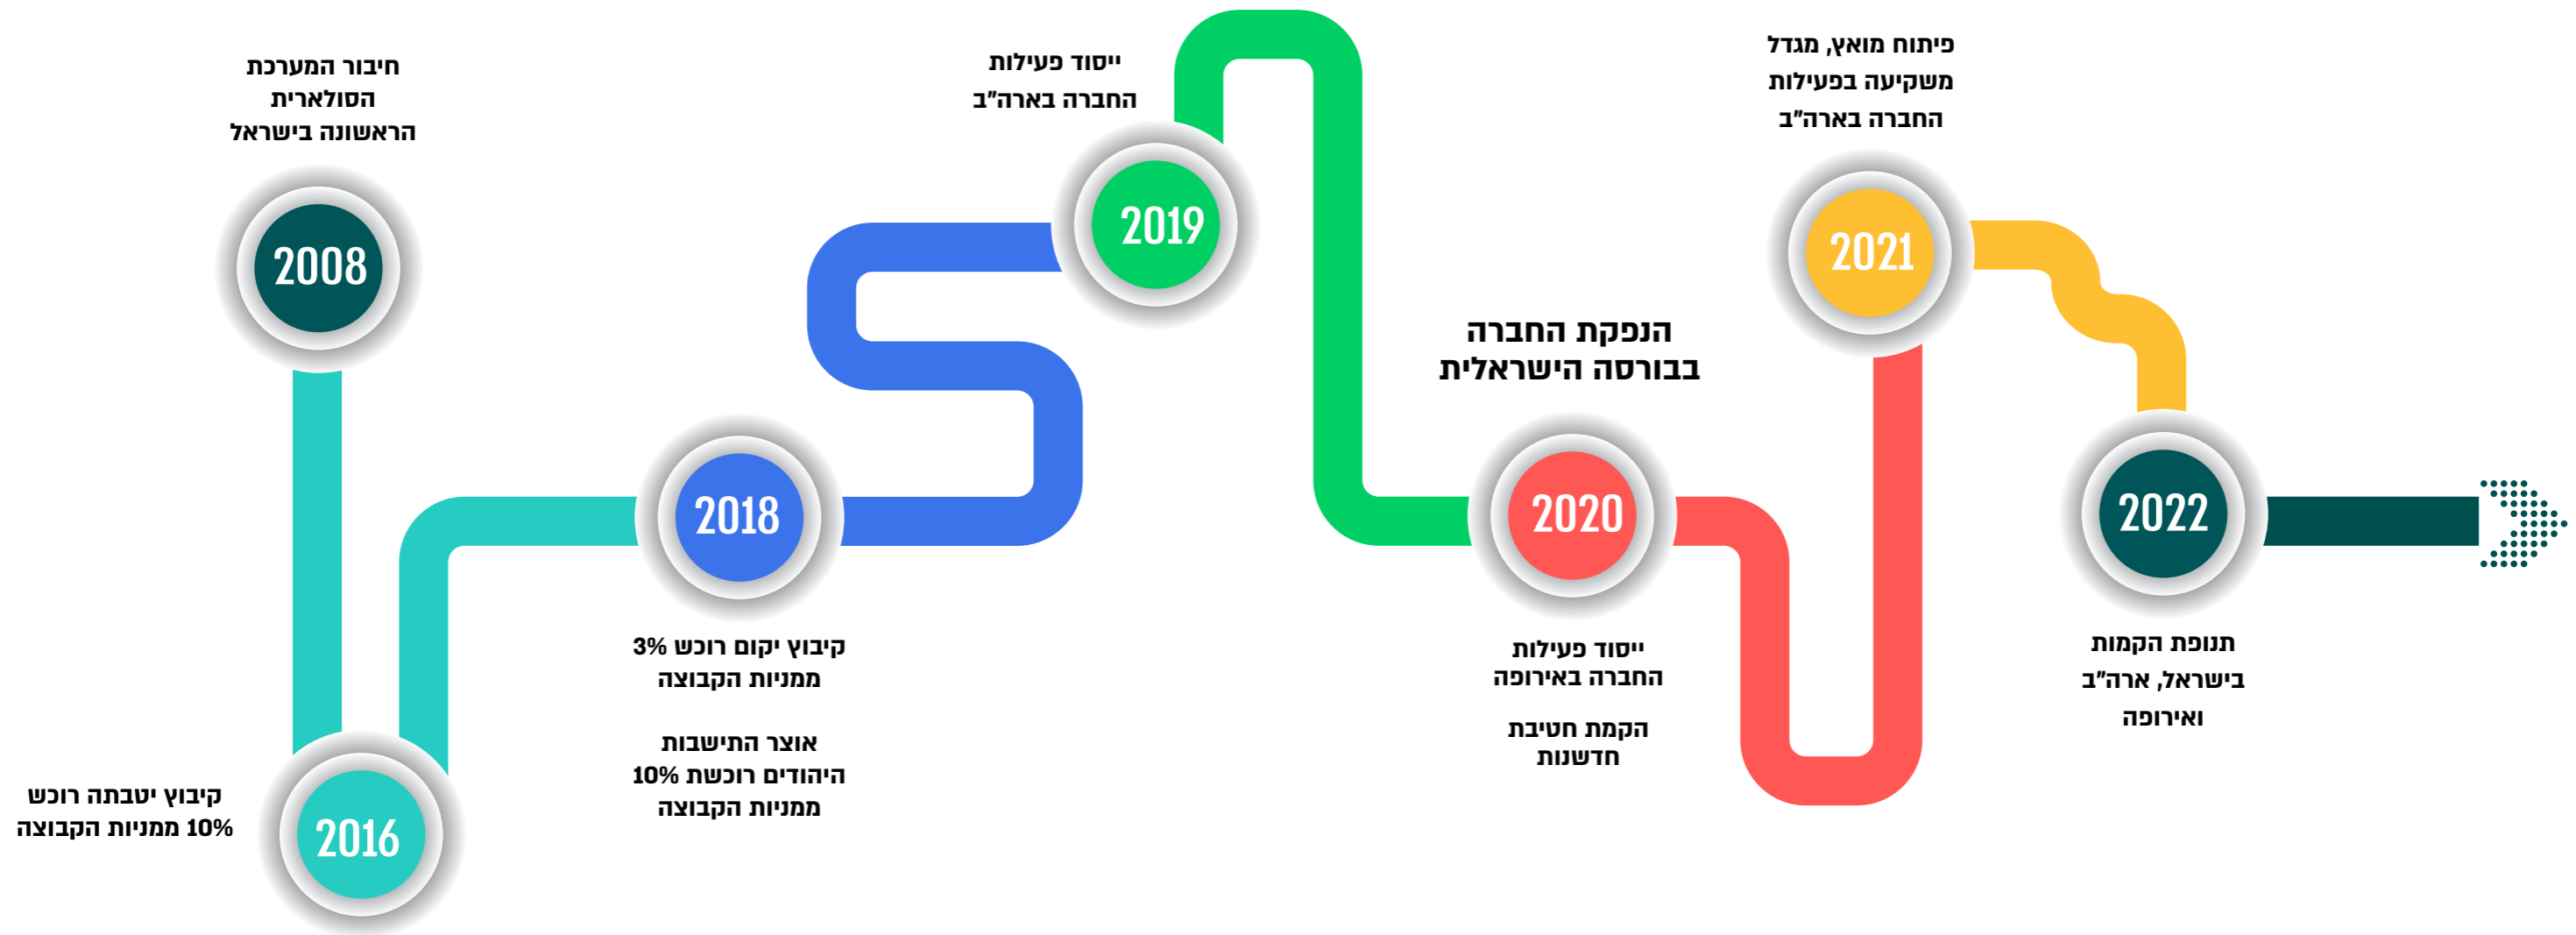 חיבור המערכת
הסולארית
הראשונה בישראל
2008
קיבוץ יטבתה רוכש
10% ממניות הקבוצה
2016
2018
קיבוץ יקום רוכש 3%
ממניות הקבוצה
אוצר התישבות
היהודים רוכשת 10%
ממניות הקבוצה
ייסוד פעילות
החברה בארה"ב
2019
הנפקת החברה
בבורסה הישראלית
2020
ייסוד פעילות
החברה באירופה
הקמת חטיבת
חדשנות
פיתוח מואץ, מגדל
משקיעה בפעילות
החברה בארה"ב
2021
2022
תנופת הקמות
בישראל, ארה"ב
ואירופה